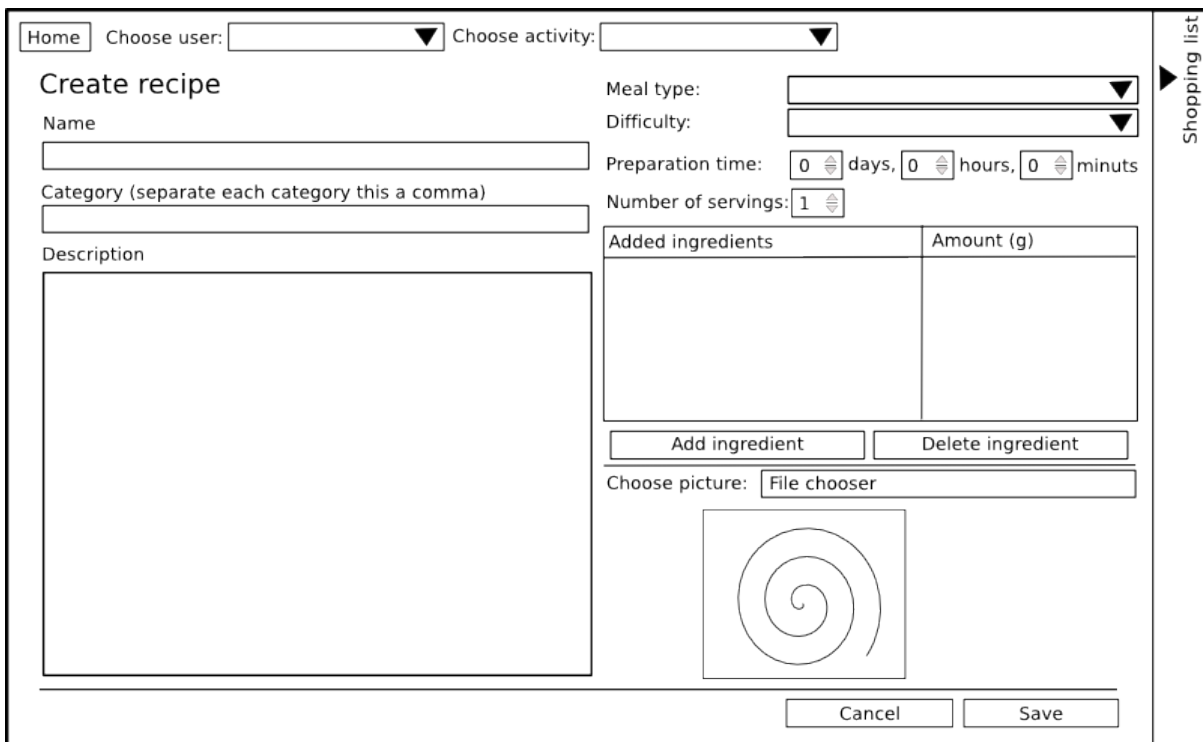 Home Choose user: Choose activity:
Shopping list
Create recipe
Name
Category (separate each category this a comma)
Description
Meal type:
Difficulty:
Preparation time: 0 days, 0 hours, 0 minuts
Number of servings: 1
Added ingredients Amount (g)
Add ingredient Delete ingredient
Choose picture: File chooser
Cancel Save